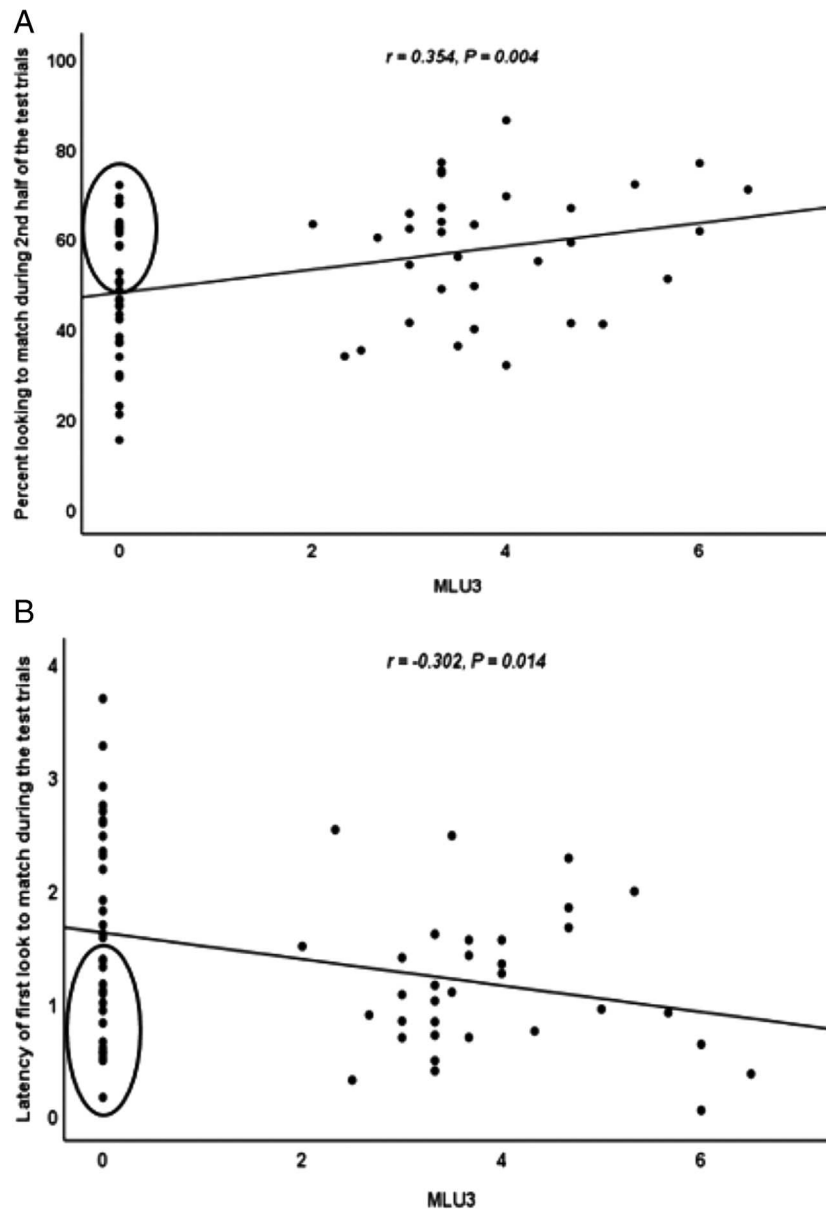 A
r = 0.354, P = 0.004
Percent looking to match during 2nd half of the test trials
100
80
60
40
20
0
0 2 4 6
MLU3
B
r = -0.302, P = 0.014
Latency of first look to match during the test trials
4
3
2
1
0
0 2 4 6
MLU3